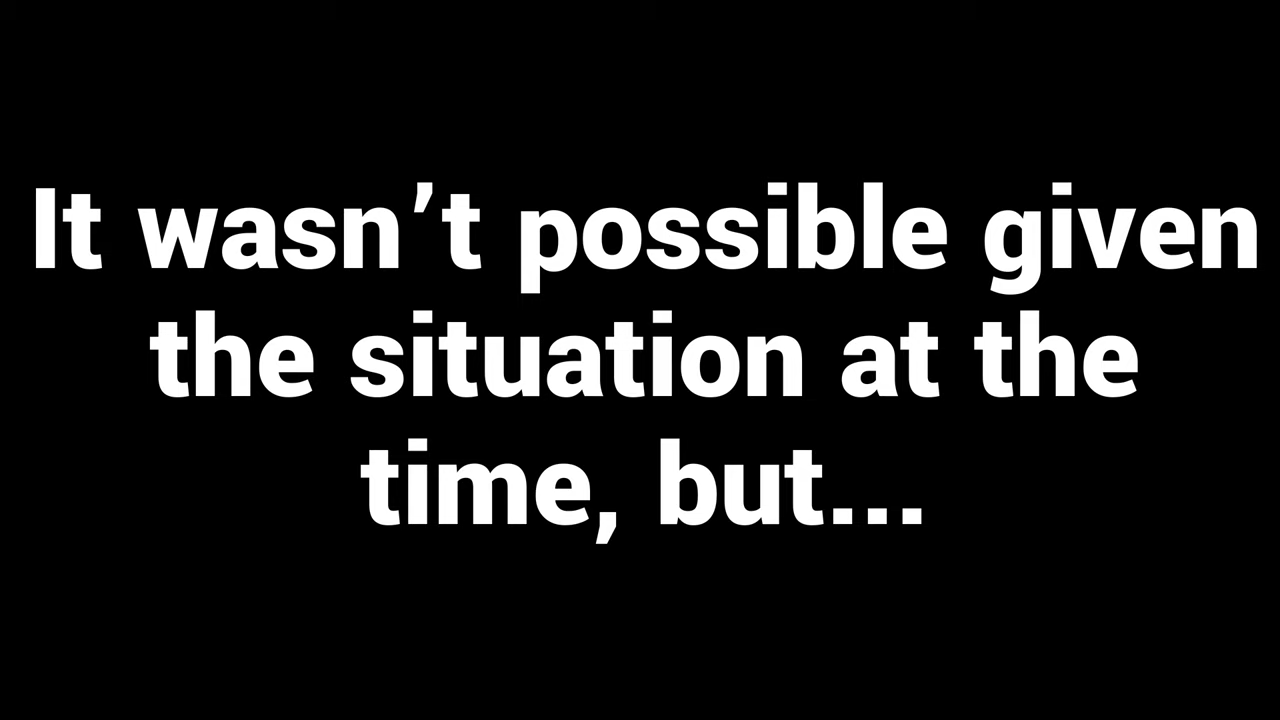 It wasn’t possible given
the situation at the
time, but...